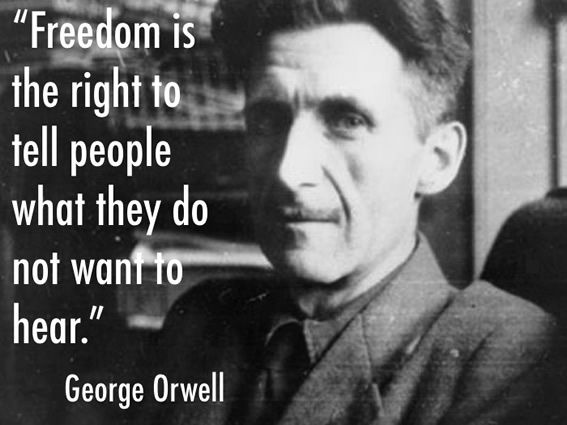 “Freedom is
the right to
tell people
what they do
not want to
hear.”
George Orwell